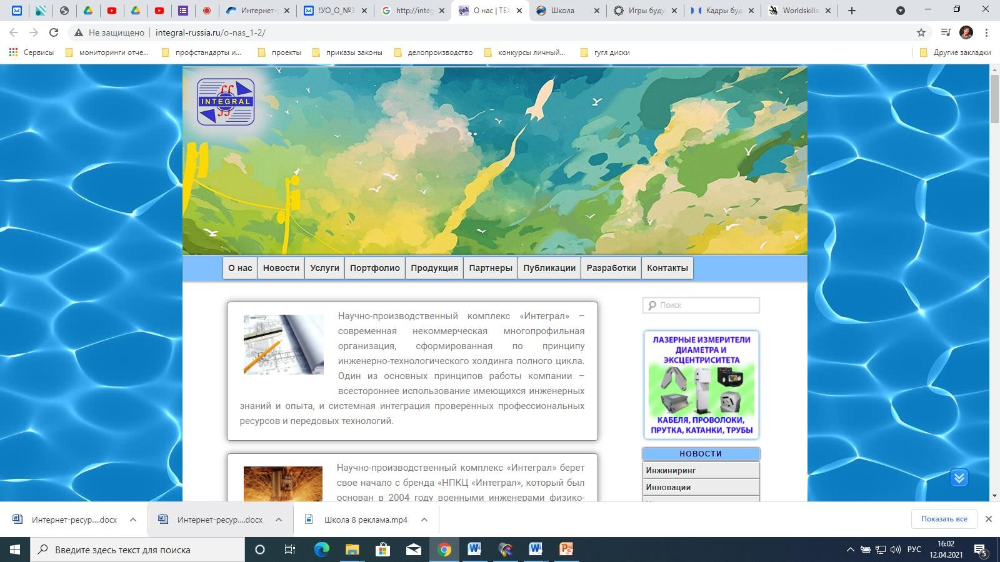 Интернет-
!УО_О_№3
http://integ
О нас | ТЕХ
Школа
Игры буду
Кадры буд
Worldskills
Не защищено
integral-russia.ru/o-nas_1-2/
Сервисы
мониторинги отче...
профстандарты и...
проекты
приказы законы
делопроизводство
конкурсы личный...
гугл диски
Другие закладки
INTEGRAL
О нас
Новости
Услуги
Портфолио
Продукция
Партнеры
Публикации
Разработки
Контакты
Научно-производственный комплекс «Интеграл» –
современная некоммерческая многопрофильная
организация, сформированная по принципу
инженерно-технологического холдинга полного цикла.
Один из основных принципов работы компании –
всестороннее использование имеющихся инженерных
знаний и опыта, и системная интеграция проверенных профессиональных
ресурсов и передовых технологий.
Поиск
ЛАЗЕРНЫЕ ИЗМЕРИТЕЛИ
ДИАМЕТРА И
ЭКСЦЕНТРИСИТЕТА
КАБЕЛЯ, ПРОВОЛОКИ,
ПРУТКА, КАТАНКИ, ТРУБЫ
НОВОСТИ
Инжиниринг
Инновации
Научно-производственный комплекс «Интеграл» берет
свое начало с бренда «НПКЦ «Интеграл», который был
основан в 2004 году военными инженерами физико-
Интернет-ресур....docx
Интернет-ресур....docx
Школа 8 реклама.mp4
Показать все
Введите здесь текст для поиска
РУС
16:02
12.04.2021
5